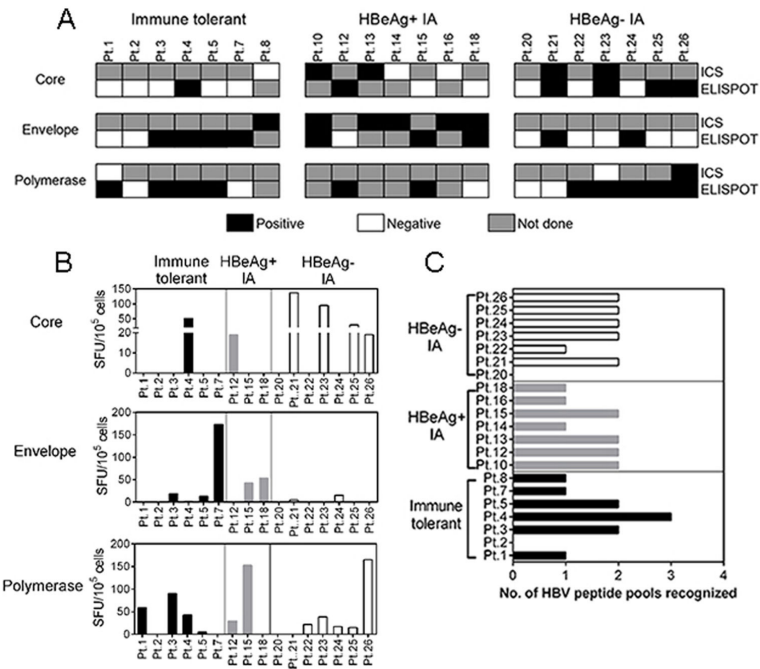 A
Immune tolerant HBeAg+ IA HBeAg- IA
Pt.1 Pt.2 Pt.3 Pt.4 Pt.5 Pt.7 Pt.8 Pt.10 Pt.12 Pt.13 Pt.14 Pt.15 Pt.16 Pt.18 Pt.20 Pt.21 Pt.22 Pt.23 Pt.24 Pt.25 Pt.26
Core ICS
ELISPOT
Envelope ICS
ELISPOT
Polymerase ICS
ELISPOT
Positive Negative Not done
B
Immune tolerant HBeAg+ IA HBeAg- IA
Core
SFU/10⁵ cells
150
100
50
20
10
0
Pt.1 Pt.2 Pt.3 Pt.4 Pt.5 Pt.7 Pt.12 Pt.15 Pt.18 Pt.20 Pt..21 Pt.22 Pt.23 Pt.24 Pt.25 Pt.26
Envelope
SFU/10⁵ cells
200
150
100
50
0
Pt.1 Pt.2 Pt.3 Pt.4 Pt.5 Pt.7 Pt.12 Pt.15 Pt.18 Pt.20 Pt..21 Pt.22 Pt.23 Pt.24 Pt.25 Pt.26
Polymerase
SFU/10⁵ cells
200
150
100
50
0
Pt.1 Pt.2 Pt.3 Pt.4 Pt.5 Pt.7 Pt.12 Pt.15 Pt.18 Pt.20 Pt..21 Pt.22 Pt.23 Pt.24 Pt.25 Pt.26
C
HBeAg- IA
Pt.26
Pt.25
Pt.24
Pt.23
Pt.22
Pt.21
Pt.20
HBeAg+ IA
Pt.18
Pt.16
Pt.15
Pt.14
Pt.13
Pt.12
Pt.10
Immune tolerant
Pt.8
Pt.7
Pt.5
Pt.4
Pt.3
Pt.2
Pt.1
0 1 2 3 4
No. of HBV peptide pools recognized